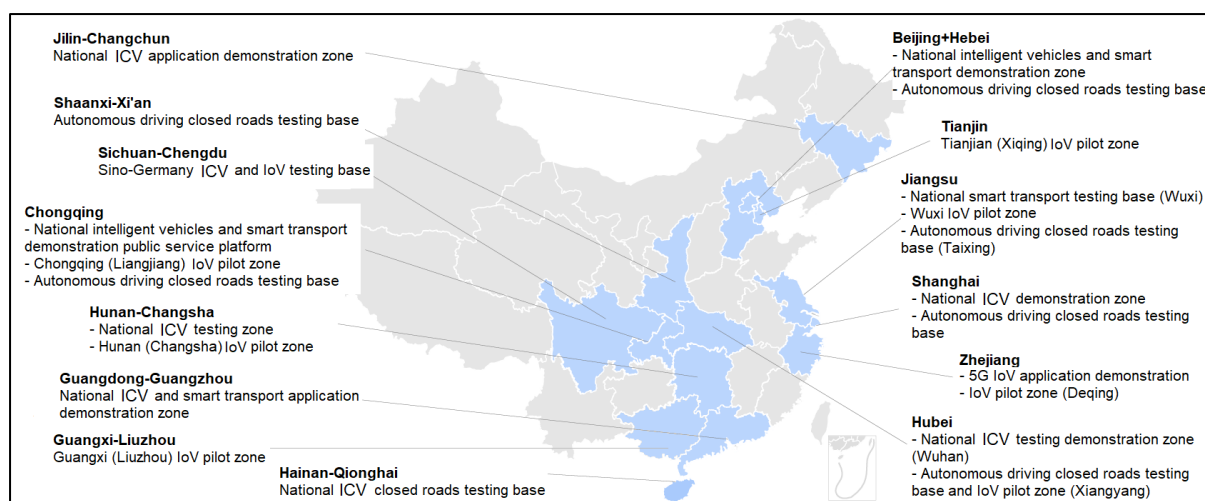 Jilin-Changchun
National ICV application demonstration zone
Shaanxi-Xi'an
Autonomous driving closed roads testing base
Sichuan-Chengdu
Sino-Germany ICV and IoV testing base
Chongqing
- National intelligent vehicles and smart transport
demonstration public service platform
- Chongqing (Liangjiang) IoV pilot zone
- Autonomous driving closed roads testing base
Hunan-Changsha
- National ICV testing zone
- Hunan (Changsha) IoV pilot zone
Guangdong-Guangzhou
National ICV and smart transport application
demonstration zone
Guangxi-Liuzhou
Guangxi (Liuzhou) IoV pilot zone
Hainan-Qionghai
National ICV closed roads testing base
Beijing+Hebei
- National intelligent vehicles and smart
transport demonstration zone
- Autonomous driving closed roads testing base
Tianjin
Tianjian (Xiqing) IoV pilot zone
Jiangsu
- National smart transport testing base (Wuxi)
- Wuxi IoV pilot zone
- Autonomous driving closed roads testing
base (Taixing)
Shanghai
- National ICV demonstration zone
- Autonomous driving closed roads testing
base
Zhejiang
- 5G IoV application demonstration
- IoV pilot zone (Deqing)
Hubei
- National ICV testing demonstration zone
(Wuhan)
- Autonomous driving closed roads testing
base and IoV pilot zone (Xiangyang)